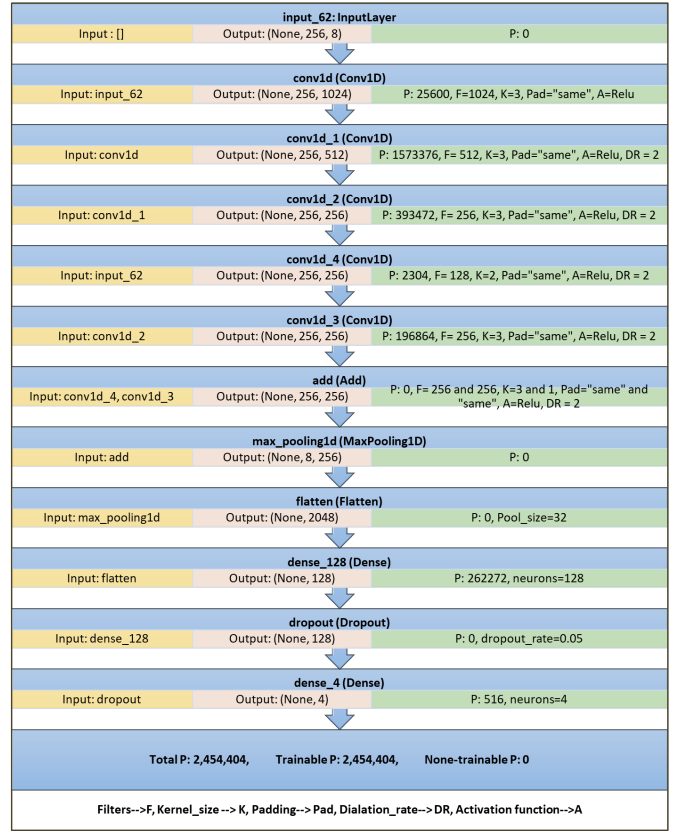 input_62: InputLayer
Input : [] Output: (None, 256, 8) P: 0
conv1d (Conv1D)
Input: input_62 Output: (None, 256, 1024) P: 25600, F=1024, K=3, Pad="same", A=Relu
conv1d_1 (Conv1D)
Input: conv1d Output: (None, 256, 512) P: 1573376, F= 512, K=3, Pad="same", A=Relu, DR = 2
conv1d_2 (Conv1D)
Input: conv1d_1 Output: (None, 256, 256) P: 393472, F= 256, K=3, Pad="same", A=Relu, DR = 2
conv1d_4 (Conv1D)
Input: input_62 Output: (None, 256, 256) P: 2304, F= 128, K=2, Pad="same", A=Relu, DR = 2
conv1d_3 (Conv1D)
Input: conv1d_2 Output: (None, 256, 256) P: 196864, F= 256, K=3, Pad="same", A=Relu, DR = 2
add (Add)
Input: conv1d_4, conv1d_3 Output: (None, 256, 256) P: 0, F= 256 and 256, K=3 and 1, Pad="same" and
"same", A=Relu, DR = 2
max_pooling1d (MaxPooling1D)
Input: add Output: (None, 8, 256) P: 0
flatten (Flatten)
Input: max_pooling1d Output: (None, 2048) P: 0, Pool_size=32
dense_128 (Dense)
Input: flatten Output: (None, 128) P: 262272, neurons=128
dropout (Dropout)
Input: dense_128 Output: (None, 128) P: 0, dropout_rate=0.05
dense_4 (Dense)
Input: dropout Output: (None, 4) P: 516, neurons=4
Total P: 2,454,404, Trainable P: 2,454,404, None-trainable P: 0
Filters-->F, Kernel_size --> K, Padding--> Pad, Dialation_rate--> DR, Activation function-->A